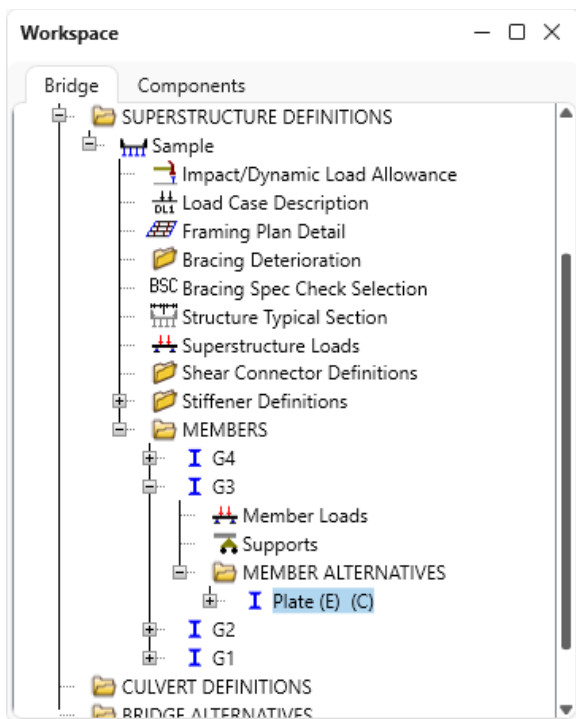 Workspace
Bridge Components
SUPERSTRUCTURE DEFINITIONS
Sample
Impact/Dynamic Load Allowance
DL1 Load Case Description
Framing Plan Detail
Bracing Deterioration
BSC Bracing Spec Check Selection
Structure Typical Section
Superstructure Loads
Shear Connector Definitions
Stiffener Definitions
MEMBERS
G4
G3
Member Loads
Supports
MEMBER ALTERNATIVES
Plate (E) (C)
G2
G1
CULVERT DEFINITIONS
BRIDGE ALTERNATIVES